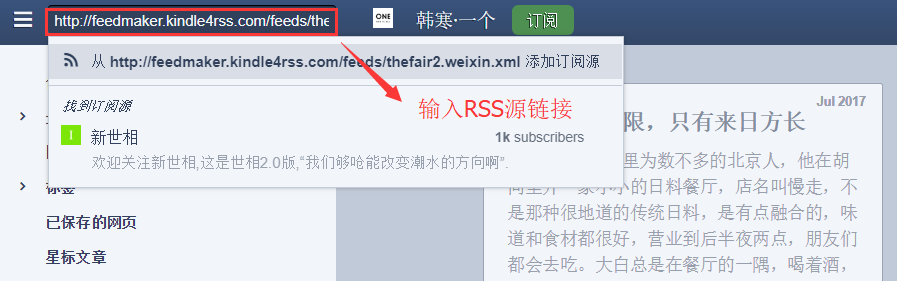 http://feedmaker.kindle4rss.com/feeds/the
ONE
韩寒·一个
订阅
从 http://feedmaker.kindle4rss.com/feeds/thefair2.weixin.xml 添加订阅源
输入RSS源链接
找到订阅源
新世相
1k subscribers
欢迎关注新世相,这是世相2.0版,“我们够呛能改变潮水的方向啊”.
标签
已保存的网页
星标文章
Jul 2017
限，只有来日方长
里为数不多的北京人，他在胡
同里开一家小小的日料餐厅，店名叫慢走，不
是那种很地道的传统日料，是有点融合的，味
道和食材都很好，营业到后半夜两点，朋友们
都会去吃。大白总是在餐厅的一隅，喝着酒，